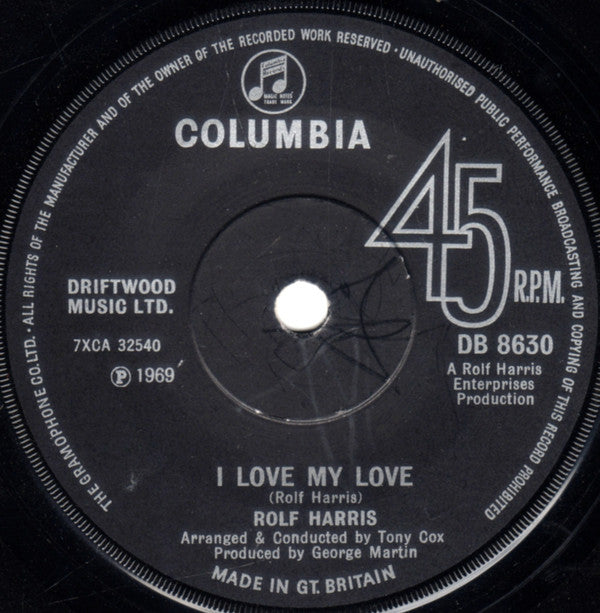 THE GRAMOPHONE CO. LTD. · ALL RIGHTS OF THE MANUFACTURER AND OF THE OWNER OF THE RECORDED WORK RESERVED · UNAUTHORISED PUBLIC PERFORMANCE BROADCASTING AND COPYING OF THIS RECORD PROHIBITED
MAGIC NOTES
TRADE MARK
COLUMBIA
45
R.P.M.
DRIFTWOOD
MUSIC LTD.
7XCA 32540
Ⓟ 1969
DB 8630
A Rolf Harris
Enterprises
Production
I LOVE MY LOVE
(Rolf Harris)
ROLF HARRIS
Arranged & Conducted by Tony Cox
Produced by George Martin
MADE IN GT. BRITAIN